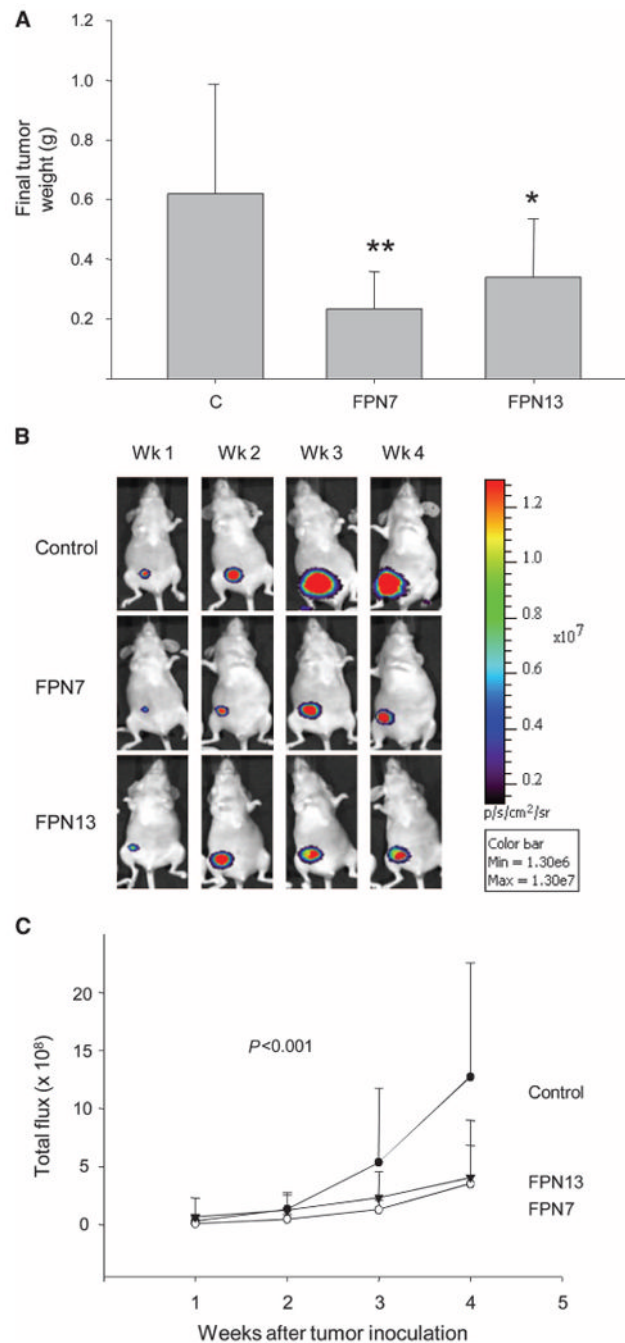 A
Final tumor
weight (g)
1.2
1.0
0.8
0.6
0.4
0.2
**
*
C FPN7 FPN13
B
Wk 1 Wk 2 Wk 3 Wk 4
Control
FPN7
FPN13
1.2
1.0
0.8
x10⁷
0.6
0.4
0.2
p/s/cm²/sr
Color bar
Min = 1.30e6
Max = 1.30e7
C
Total flux (x 10⁸)
20
15
10
5
0
P<0.001
Control
FPN13
FPN7
1 2 3 4 5
Weeks after tumor inoculation